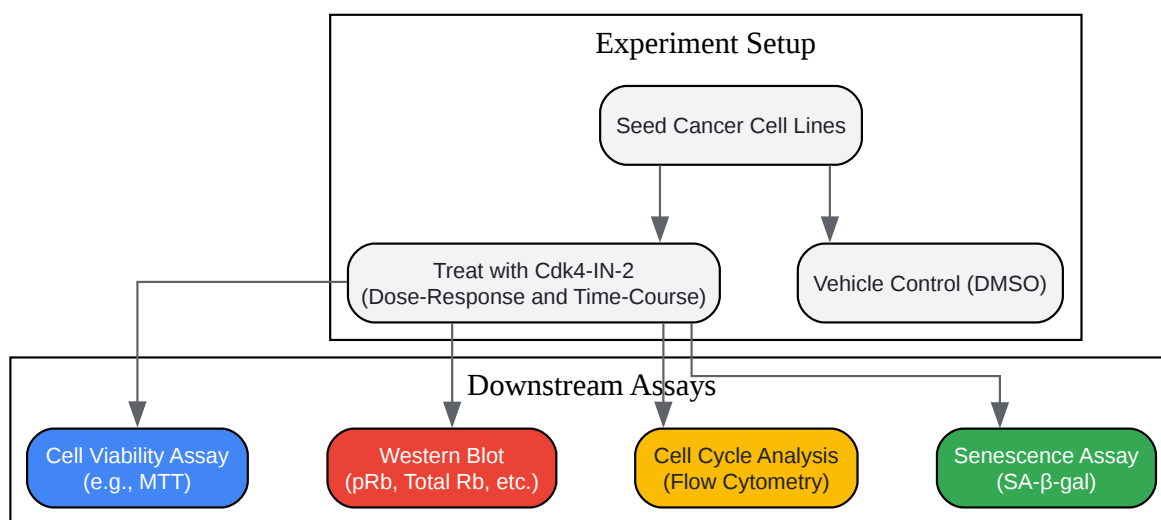 Experiment Setup
Seed Cancer Cell Lines
Treat with Cdk4-IN-2
(Dose-Response and Time-Course)
Vehicle Control (DMSO)
Downstream Assays
Cell Viability Assay
(e.g., MTT)
Western Blot
(pRb, Total Rb, etc.)
Cell Cycle Analysis
(Flow Cytometry)
Senescence Assay
(SA-β-gal)